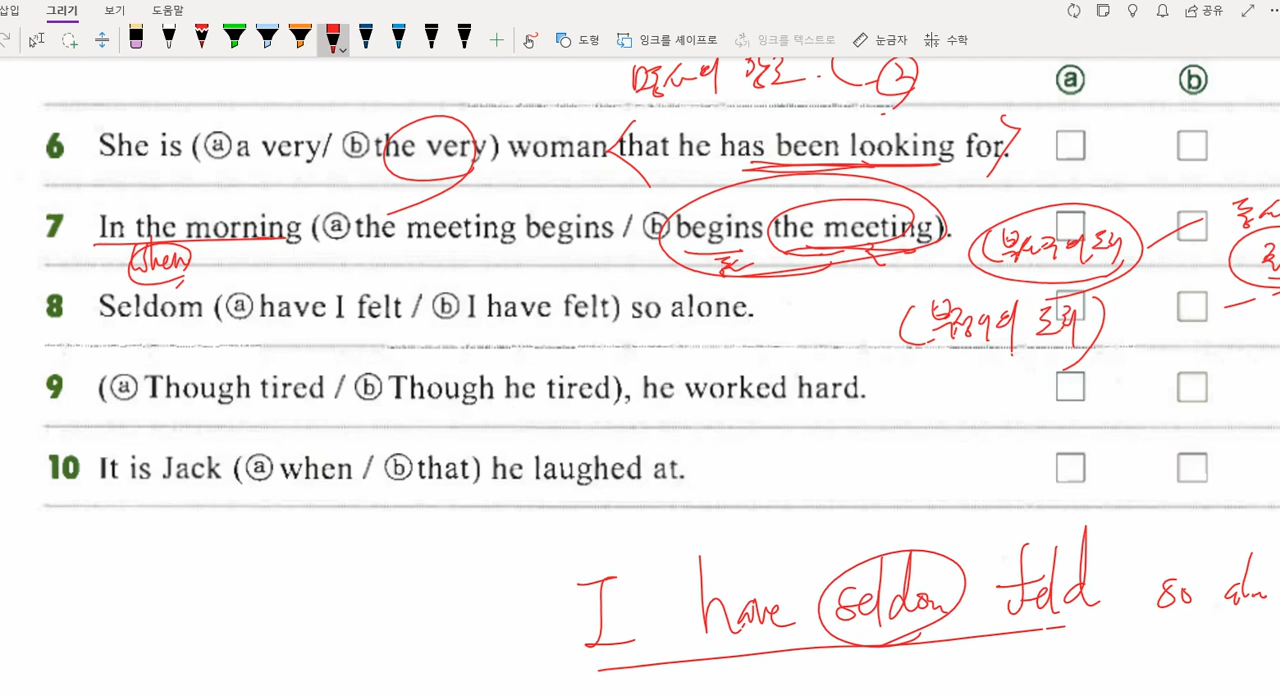 삽입 그리기 보기 도움말 공유
도형 잉크를 셰이프로 잉크를 텍스트로 눈금자 수학
명사의 강조.
ⓐ ⓑ
6 She is (ⓐ a very/ ⓑ the very) woman that he has been looking for.
7 In the morning (ⓐ the meeting begins / ⓑ begins the meeting).
when
(부사구의 도치)
8 Seldom (ⓐ have I felt / ⓑ I have felt) so alone.
(부정어의 도치)
9 (ⓐ Though tired / ⓑ Though he tired), he worked hard.
10 It is Jack (ⓐ when / ⓑ that) he laughed at.
I have seldom feld so